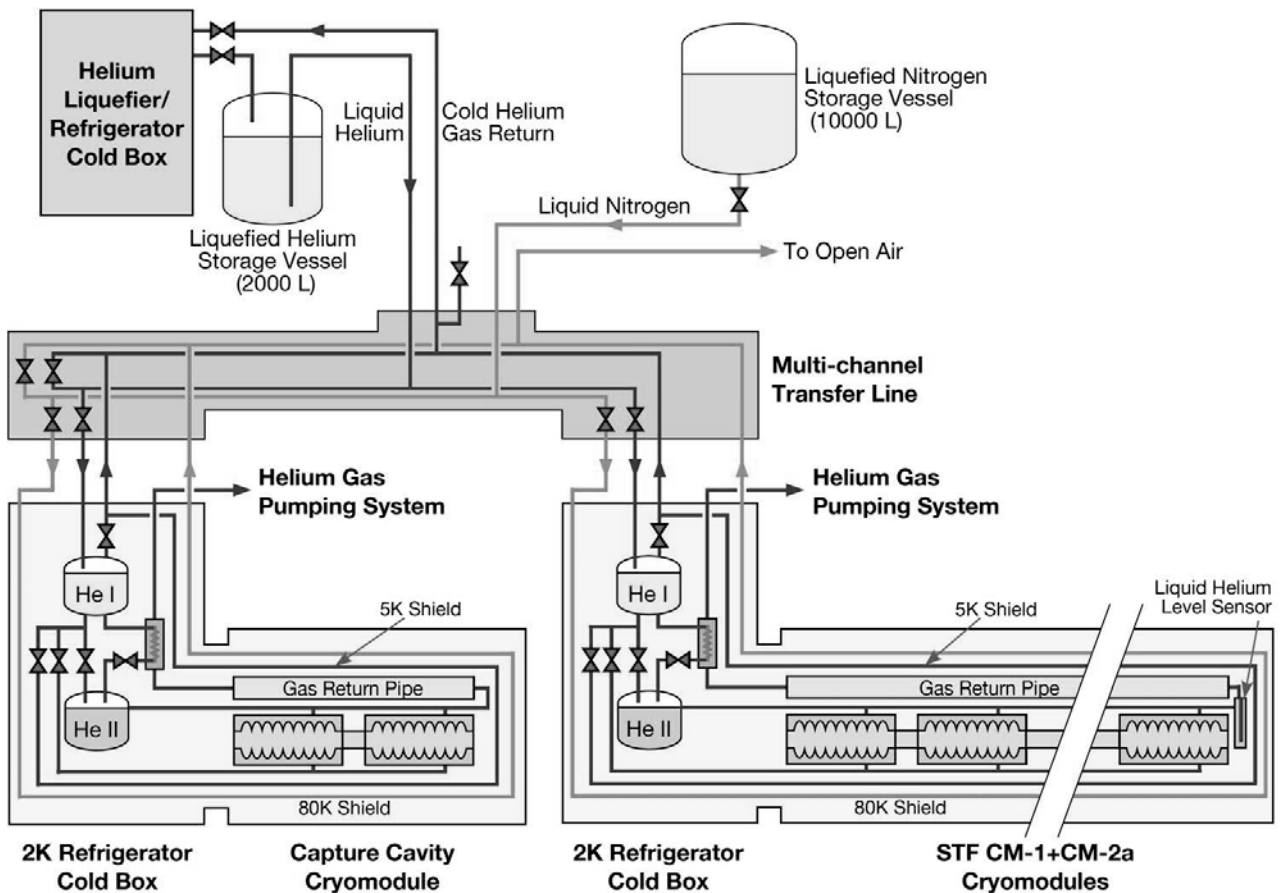 Helium
Liquefier/
Refrigerator
Cold Box
Liquefied Helium
Storage Vessel
(2000 L)
Liquid
Helium
Cold Helium
Gas Return
Liquefied Nitrogen
Storage Vessel
(10000 L)
Liquid Nitrogen
To Open Air
Multi-channel
Transfer Line
Helium Gas
Pumping System
Helium Gas
Pumping System
He I
5K Shield
Gas Return Pipe
He II
80K Shield
He I
5K Shield
Liquid Helium
Level Sensor
Gas Return Pipe
He II
80K Shield
2K Refrigerator
Cold Box
Capture Cavity
Cryomodule
2K Refrigerator
Cold Box
STF CM-1+CM-2a
Cryomodules